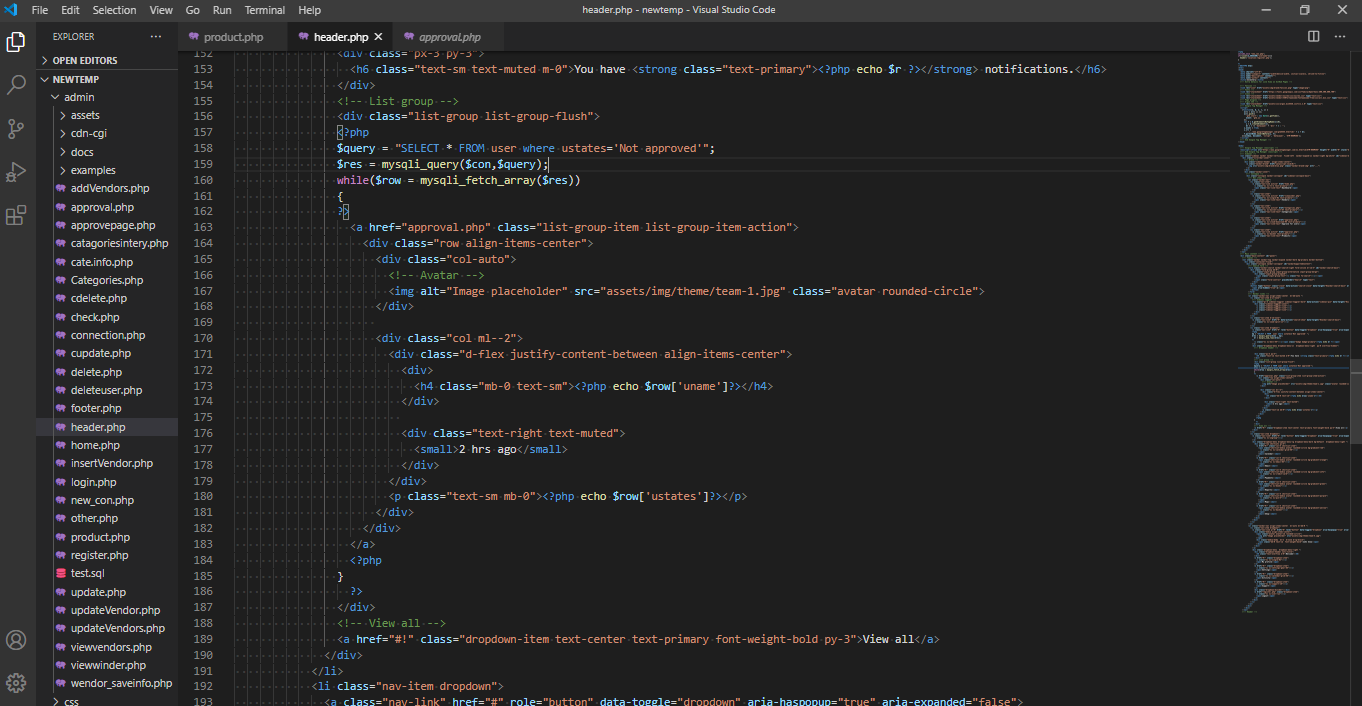 File Edit Selection View Go Run Terminal Help
header.php - newtemp - Visual Studio Code
EXPLORER
OPEN EDITORS
NEWTEMP
admin
assets
cdn-cgi
docs
examples
addVendors.php
approval.php
approvepage.php
catagoriesintery.php
cate.info.php
Categories.php
cdelete.php
check.php
connection.php
cupdate.php
delete.php
deleteuser.php
footer.php
header.php
home.php
insertVendor.php
login.php
new_con.php
other.php
product.php
register.php
test.sql
update.php
updateVendor.php
updateVendors.php
viewvendors.php
viewwinder.php
wendor_saveinfo.php
css
product.php header.php approval.php
152 <div class="px-3 py-3">
153 <h6 class="text-sm text-muted m-0">You have <strong class="text-primary"><?php echo $r ?></strong> notifications.</h6>
154 </div>
155 <!-- List group -->
156 <div class="list-group list-group-flush">
157 <?php
158 $query = "SELECT * FROM user where ustates='Not approved'";
159 $res = mysqli_query($con,$query);
160 while($row = mysqli_fetch_array($res))
161 {
162 ?>
163 <a href="approval.php" class="list-group-item list-group-item-action">
164 <div class="row align-items-center">
165 <div class="col-auto">
166 <!-- Avatar -->
167 <img alt="Image placeholder" src="assets/img/theme/team-1.jpg" class="avatar rounded-circle">
168 </div>
169
170 <div class="col ml--2">
171 <div class="d-flex justify-content-between align-items-center">
172 <div>
173 <h4 class="mb-0 text-sm"><?php echo $row['uname']?></h4>
174 </div>
175
176 <div class="text-right text-muted">
177 <small>2 hrs ago</small>
178 </div>
179 </div>
180 <p class="text-sm mb-0"><?php echo $row['ustates']?></p>
181 </div>
182 </div>
183 </a>
184 <?php
185 }
186 ?>
187 </div>
188 <!-- View all -->
189 <a href="#!" class="dropdown-item text-center text-primary font-weight-bold py-3">View all</a>
190 </div>
191 </li>
192 <li class="nav-item dropdown">
193 <a class="nav-link" href="#" role="button" data-toggle="dropdown" aria-haspopup="true" aria-expanded="false">